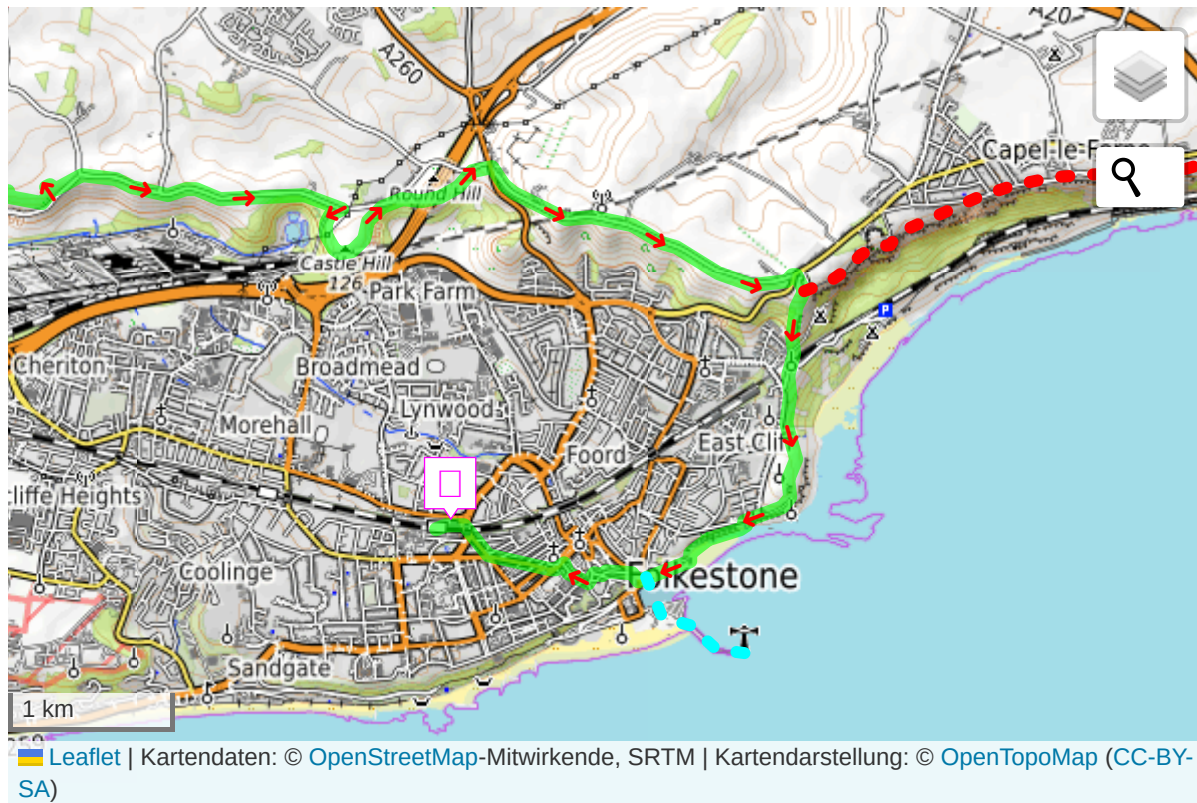 A20
A260
Capel-le-Ferne
Round Hill
Castle Hill
126
Park Farm
Cheriton
Broadmead
Lynwood
Morehall
East Cliff
Foord
cliffe Heights
Folkestone
Coolinge
Sandgate
1 km
Leaflet | Kartendaten: © OpenStreetMap-Mitwirkende, SRTM | Kartendarstellung: © OpenTopoMap (CC-BY-
SA)